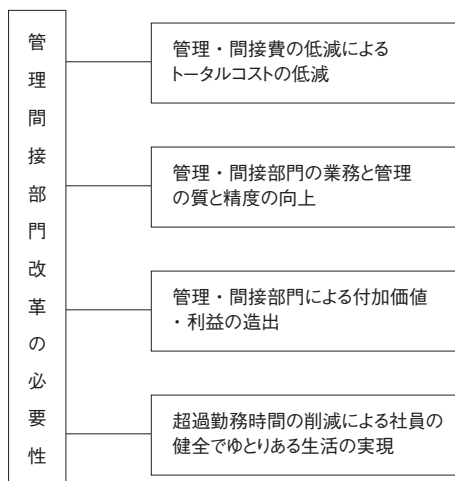 管理間接部門改革の必要性
管理・間接費の低減による
トータルコストの低減
管理・間接部門の業務と管理
の質と精度の向上
管理・間接部門による付加価値
・利益の造出
超過勤務時間の削減による社員の
健全でゆとりある生活の実現